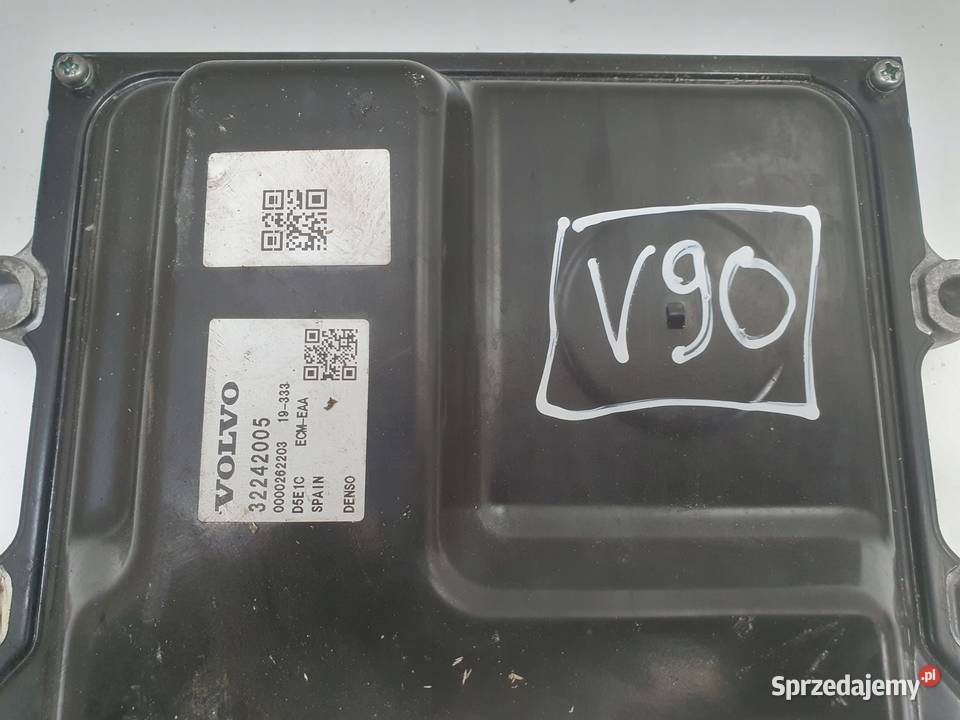 VOLVO
32242005
0000262203 19-333
D5E1C ECM-EAA
SPAIN
DENSO
V90
Sprzedajemy.pl